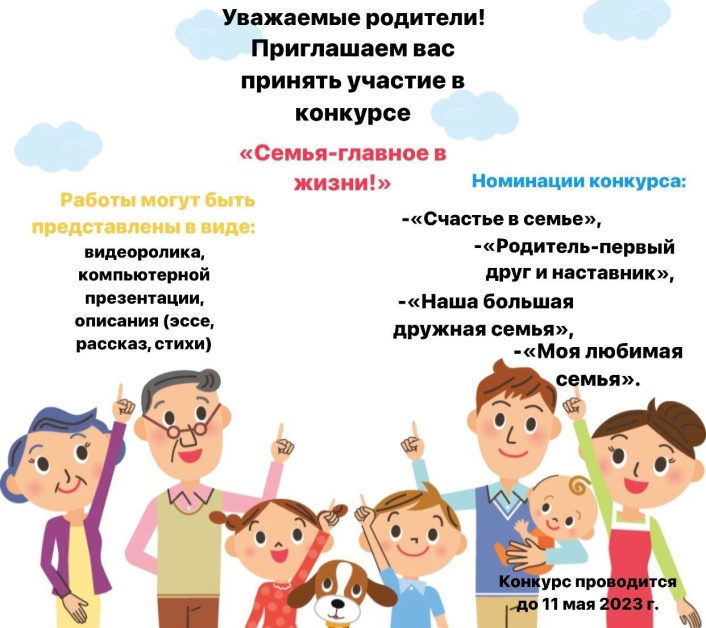 Уважаемые родители!
Приглашаем вас
принять участие в
конкурсе
«Семья-главное в
жизни!»
Работы могут быть
представлены в виде:
видеоролика,
компьютерной
презентации,
описания (эссе,
рассказ, стихи)
Номинации конкурса:
-«Счастье в семье»,
-«Родитель-первый
друг и наставник»,
-«Наша большая
дружная семья»,
-«Моя любимая
семья».
Конкурс проводится
до 11 мая 2023 г.